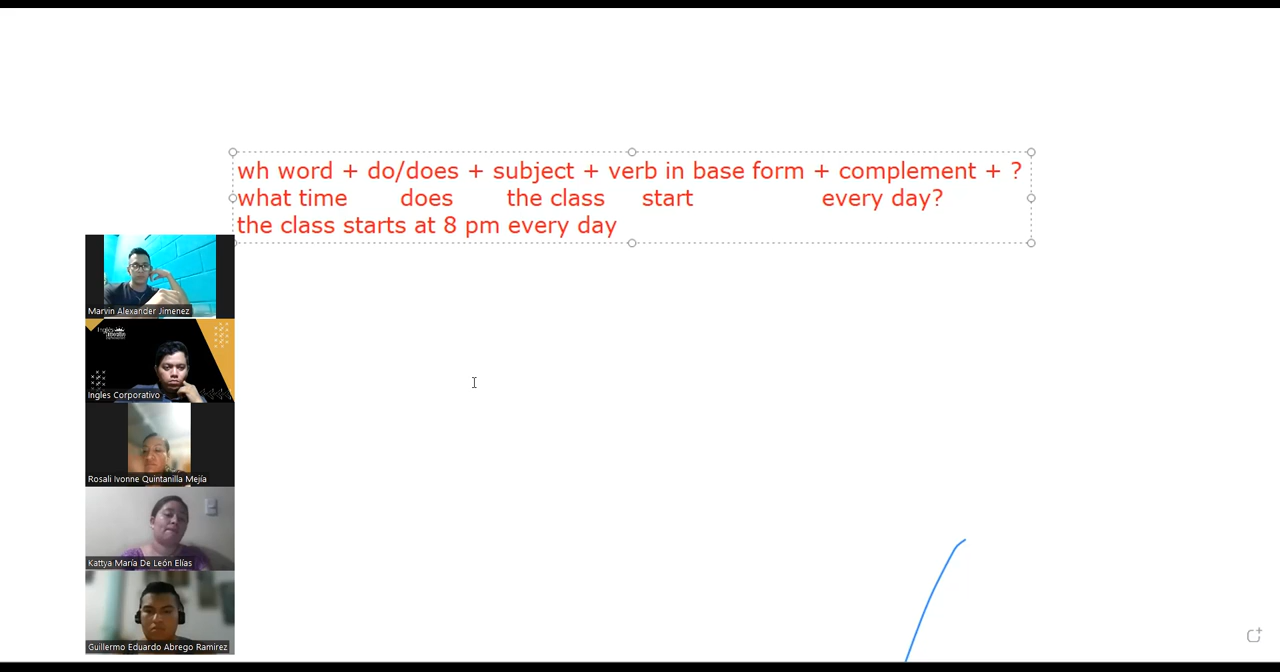 wh word + do/does + subject + verb in base form + complement + ?
what time does the class start every day?
the class starts at 8 pm every day
Marvin Alexander Jimenez
Ingles Corporativo
Rosali Ivonne Quintanilla Mejía
Kattya María De León Elías
Guillermo Eduardo Abrego Ramirez